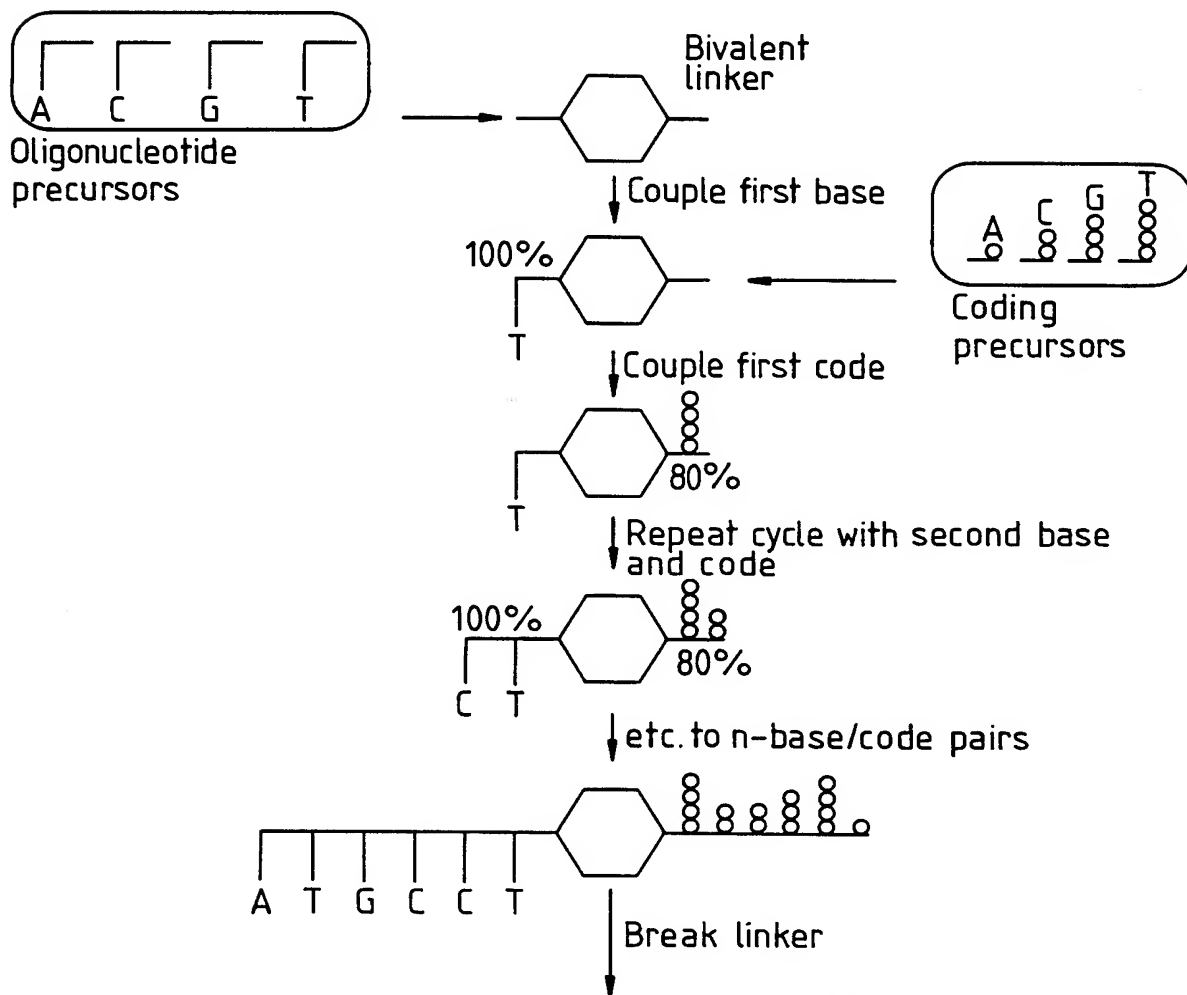 A C G T
Oligonucleotide
precursors
Bivalent
linker
Couple first base
A C G T
Coding
precursors
100%
T
Couple first code
T
80%
Repeat cycle with second base
and code
100%
C T
80%
etc. to n-base/code pairs
A T G C C T
Break linker